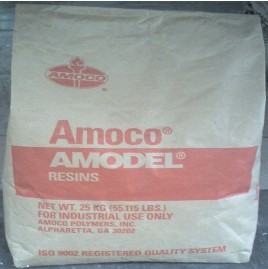 AMOCO
Amoco®
AMODEL®
RESINS
NET WT. 25 KG (55.115 LBS.)
FOR INDUSTRIAL USE ONLY
AMOCO POLYMERS, INC.
ALPHARETTA, GA 30202
ISO 9002 REGISTERED QUALITY SYSTEM